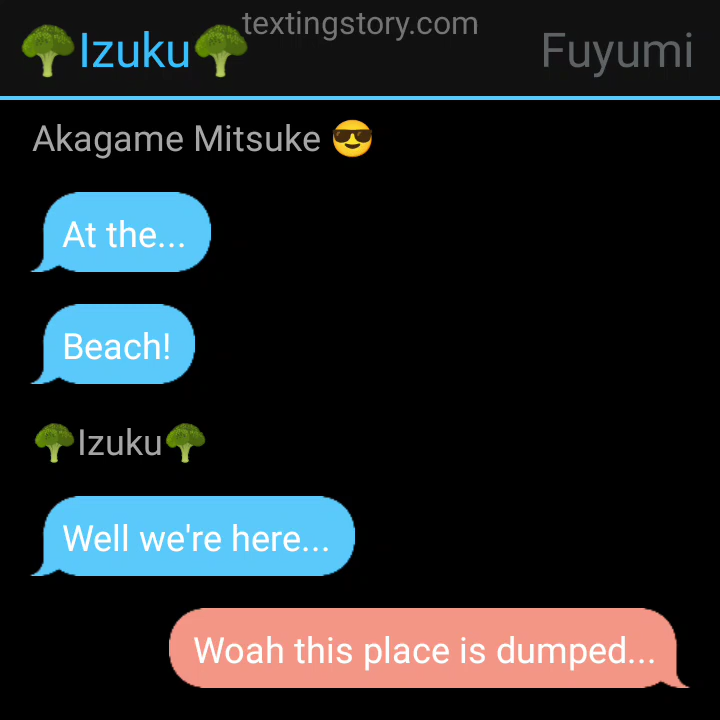 textingstory.com
🥦Izuku🥦
Fuyumi
Akagame Mitsuke 😎
At the...
Beach!
🥦Izuku🥦
Well we're here...
Woah this place is dumped...